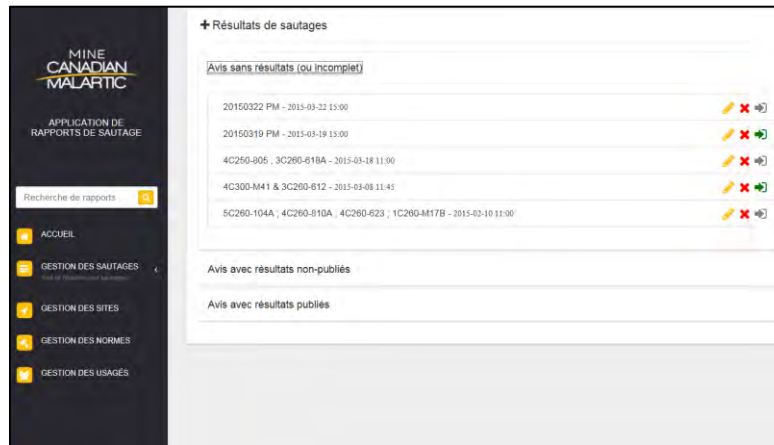 MINE
CANADIAN
MALARTIC
APPLICATION DE
RAPPORTS DE SAUTAGE
Recherche de rapports
ACCUEIL
GESTION DES SAUTAGES
GESTION DES SITES
GESTION DES NORMES
GESTION DES USAGÉS
Résultats de sautages
Avis sans résultats (ou incomplet)
20150322 PM - 2015-03-22 15:00
20150319 PM - 2015-03-19 15:00
4C250-805 ; 3C260-618A - 2015-03-18 11:00
4C300-M41 & 3C260-612 - 2015-03-08 11:45
5C260-104A ; 4C260-810A ; 4C260-623 ; 1C260-M17B - 2015-02-10 11:00
Avis avec résultats non-publiés
Avis avec résultats publiés